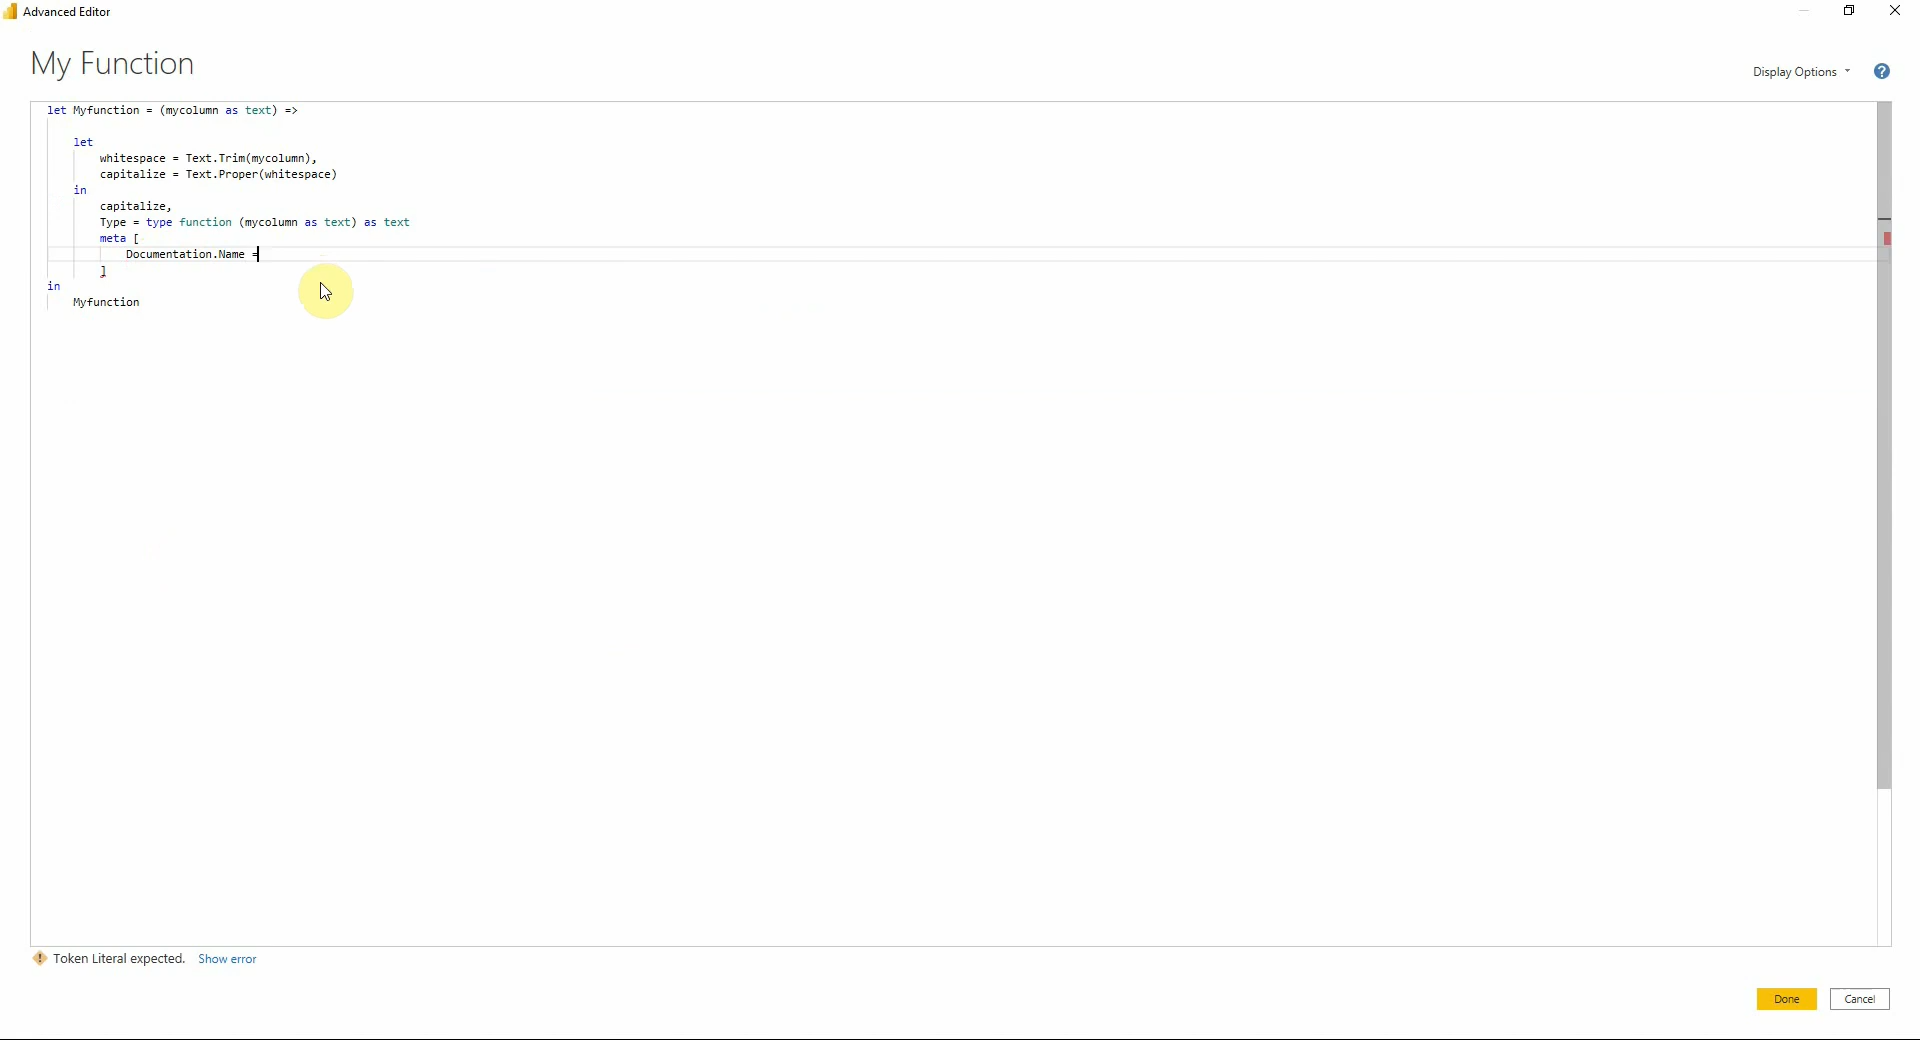 Advanced Editor
My Function
Display Options
let Myfunction = (mycolumn as text) =>
let
whitespace = Text.Trim(mycolumn),
capitalize = Text.Proper(whitespace)
in
capitalize,
Type = type function (mycolumn as text) as text
meta [
Documentation.Name =
]
in
Myfunction
Token Literal expected. Show error
Done Cancel